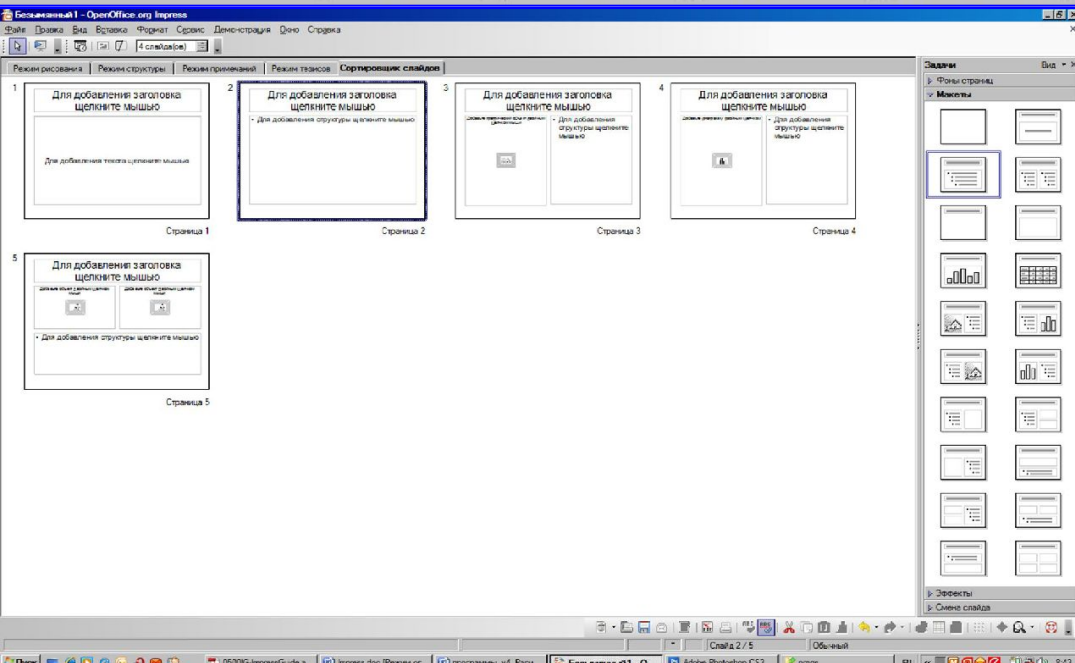 Безымянный1 - OpenOffice.org Impress
Файл Правка Вид Вставка Формат Сервис Демонстрация Окно Справка
4 слайда(ов)
Режим рисования Режим структуры Режим примечаний Режим тезисов Сортировщик слайдов
Задачи Вид
Фоны страниц
Макеты
1
Для добавления заголовка
щелкните мышью
Для добавления текста щелкните мышью
Страница 1
2
Для добавления заголовка
щелкните мышью
• Для добавления структуры щелкните мышью
Страница 2
3
Для добавления заголовка
щелкните мышью
• Для добавления
структуры щелкните
мышью
Страница 3
4
Для добавления заголовка
щелкните мышью
• Для добавления
структуры щелкните
мышью
Страница 4
5
Для добавления заголовка
щелкните мышью
• Для добавления структуры щелкните мышью
Страница 5
Эффекты
Смена слайда
Слайд 2 / 5 Обычный
Adobe Photoshop CS2
8:43